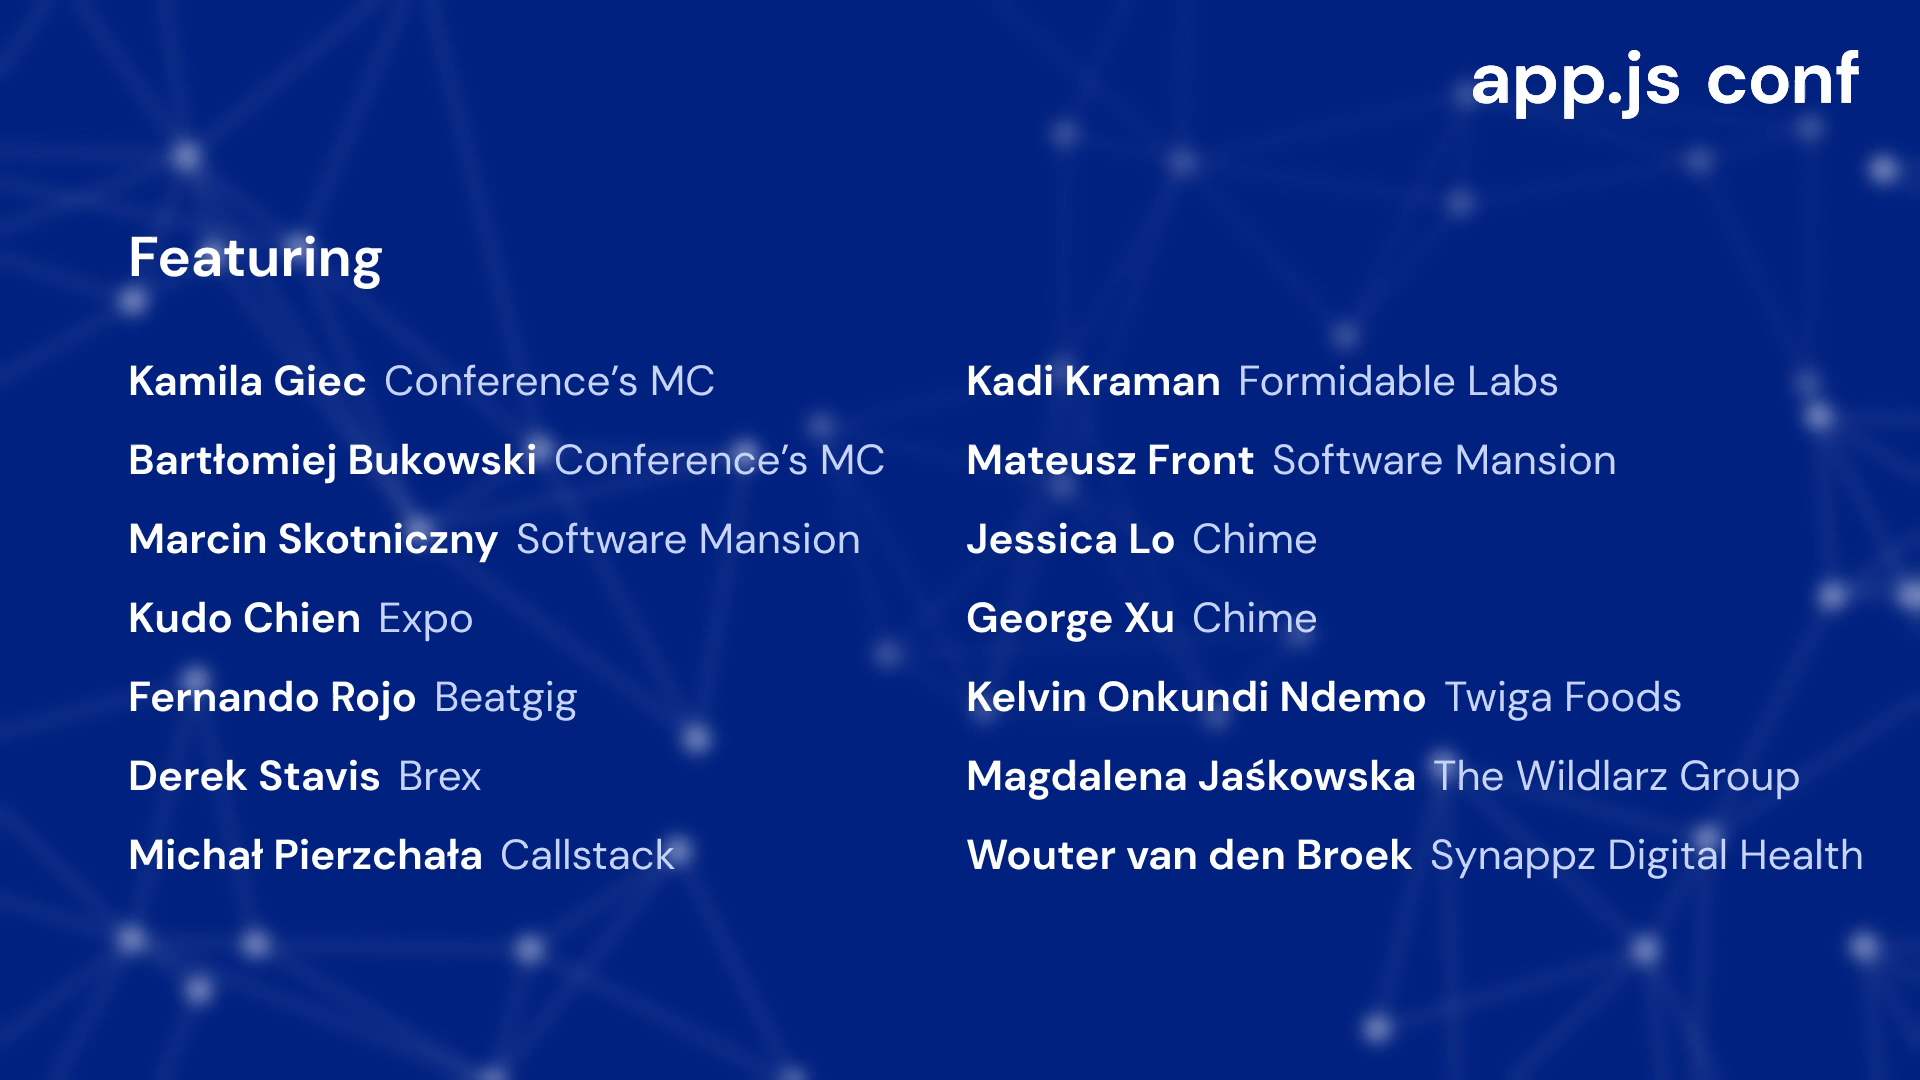 app.js conf
Featuring
Kamila Giec Conference’s MC
Bartłomiej Bukowski Conference’s MC
Marcin Skotniczny Software Mansion
Kudo Chien Expo
Fernando Rojo Beatgig
Derek Stavis Brex
Michał Pierzchała Callstack
Kadi Kraman Formidable Labs
Mateusz Front Software Mansion
Jessica Lo Chime
George Xu Chime
Kelvin Onkundi Ndemo Twiga Foods
Magdalena Jaśkowska The Wildlarz Group
Wouter van den Broek Synappz Digital Health